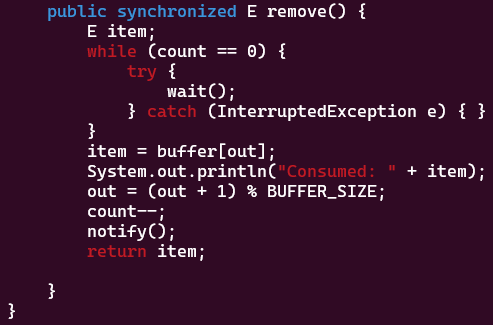 public synchronized E remove() {
        E item;
        while (count == 0) {
            try {
                wait();
            } catch (InterruptedException e) { }
        }
        item = buffer[out];
        System.out.println("Consumed: " + item);
        out = (out + 1) % BUFFER_SIZE;
        count--;
        notify();
        return item;

    }
}